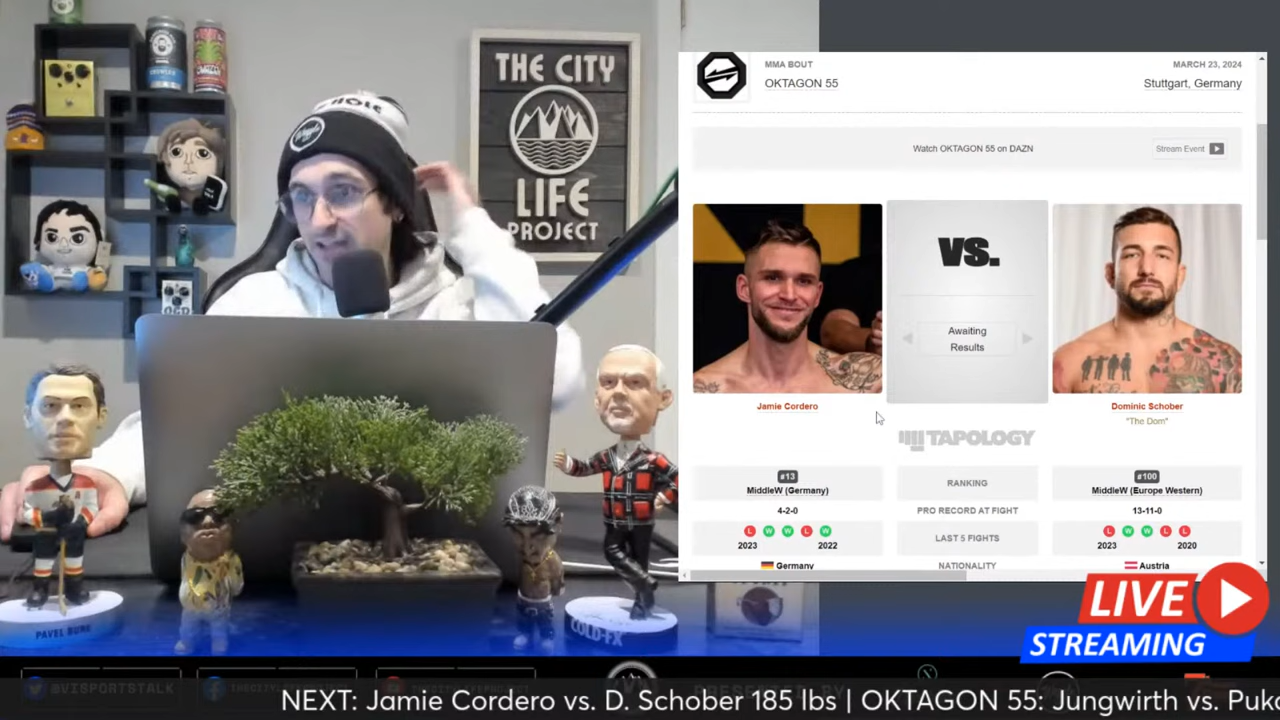 THE CITY
LIFE
PROJECT
MMA BOUT
OKTAGON 55
MARCH 23, 2024
Stuttgart, Germany
Watch OKTAGON 55 on DAZN
Stream Event
VS.
Awaiting
Results
Jamie Cordero
Dominic Schober
"The Dom"
TAPOLOGY
#13
MiddleW (Germany)
RANKING
#100
MiddleW (Europe Western)
4-2-0
PRO RECORD AT FIGHT
13-11-0
L W W L W
2023 2022
LAST 5 FIGHTS
L W W L L
2023 2020
Germany
NATIONALITY
Austria
PAVEL BURE
COLD-FX
LIVE
STREAMING
@VISPORTSTALK
NEXT: Jamie Cordero vs. D. Schober 185 lbs | OKTAGON 55: Jungwirth vs. Puk